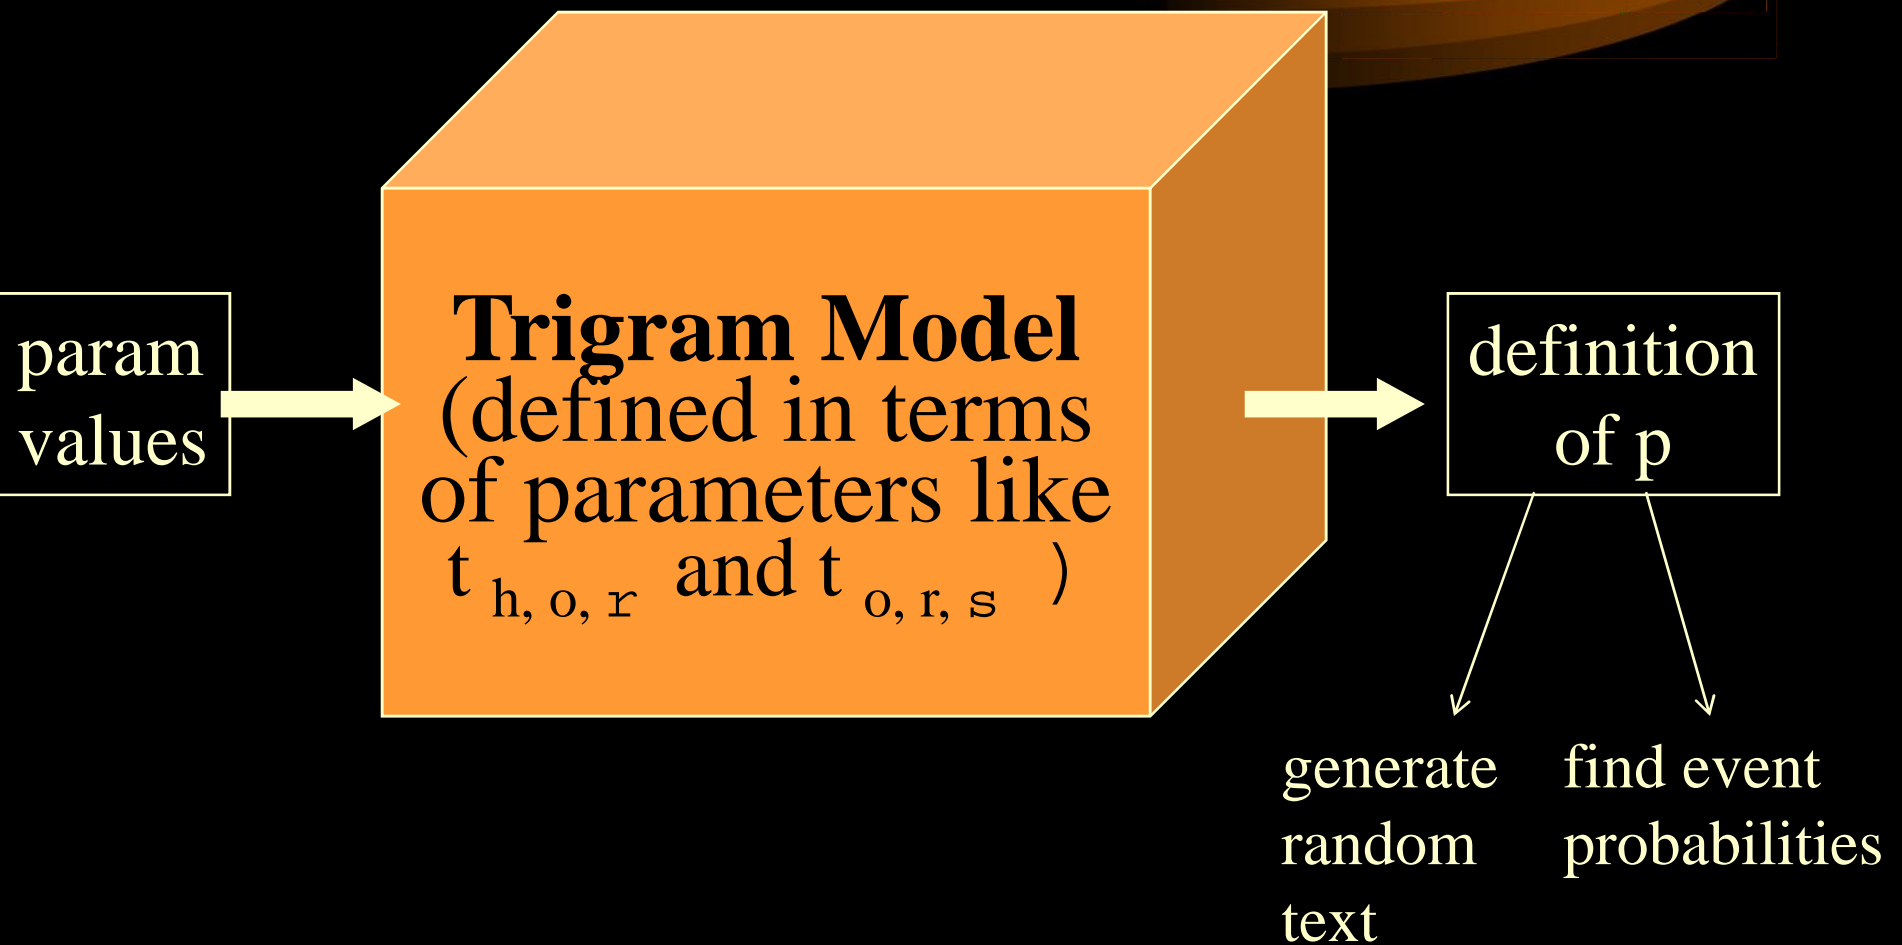 param
values
Trigram Model
(defined in terms
of parameters like
t h, o, r and t o, r, s )
definition
of p
generate
random
text
find event
probabilities